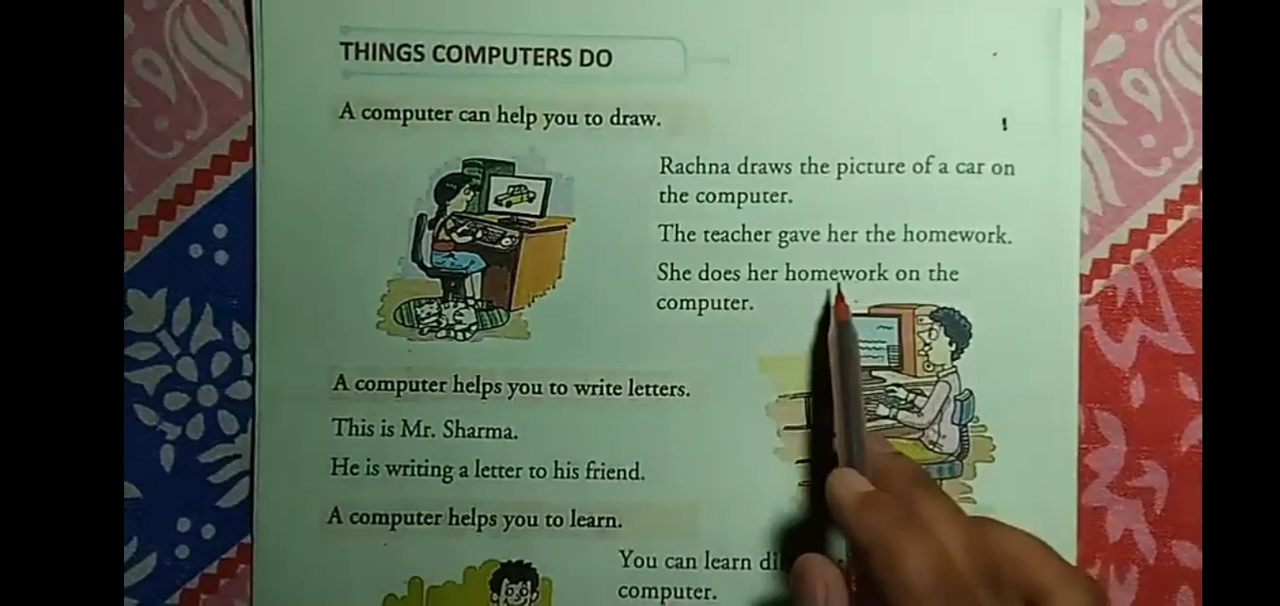 THINGS COMPUTERS DO
A computer can help you to draw.
Rachna draws the picture of a car on
the computer.
The teacher gave her the homework.
She does her homework on the
computer.
A computer helps you to write letters.
This is Mr. Sharma.
He is writing a letter to his friend.
A computer helps you to learn.
You can learn
computer.